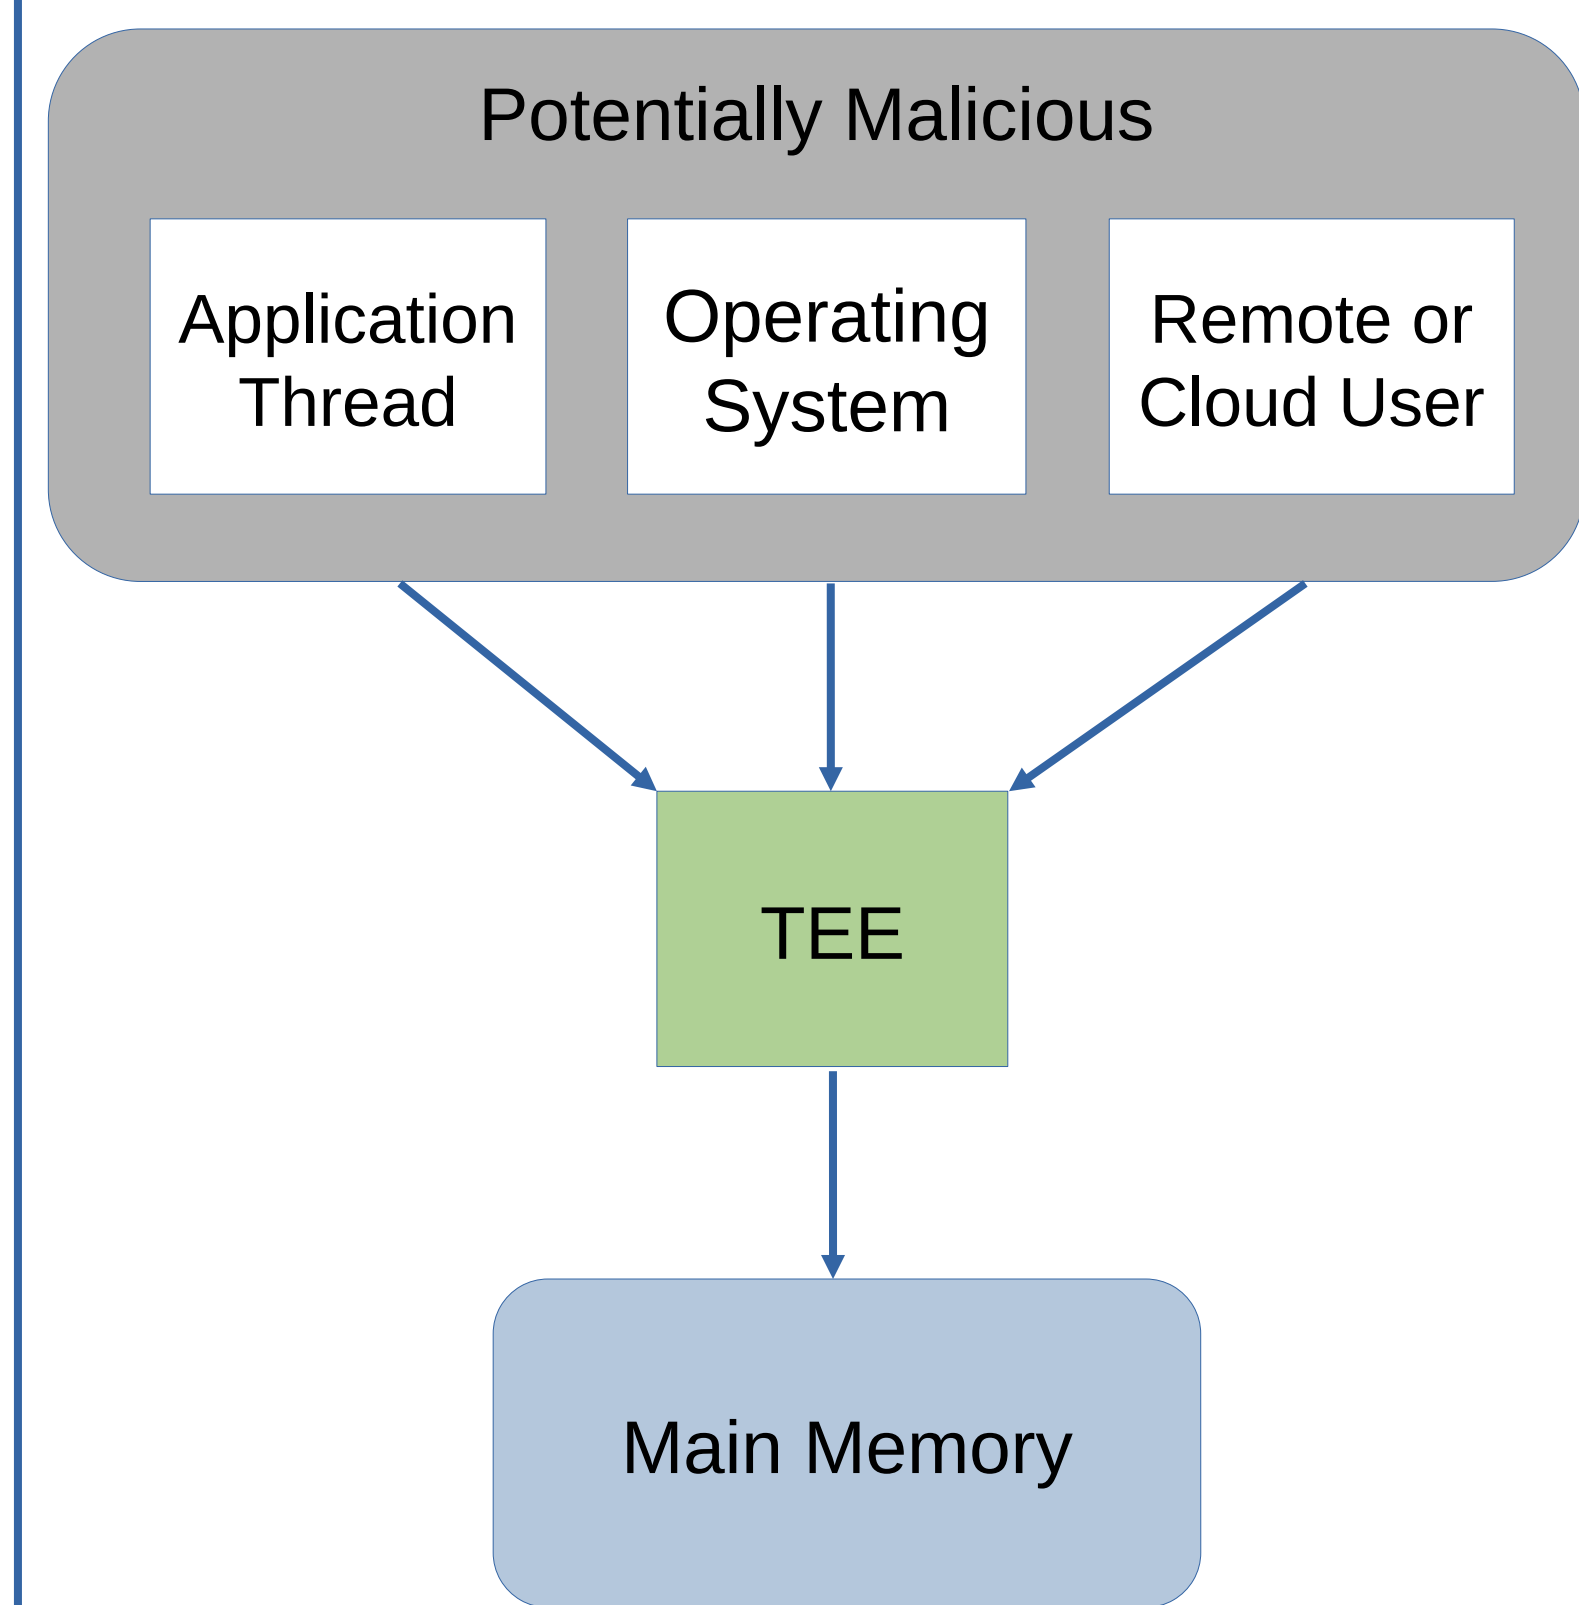 Potentially Malicious
Application
Thread
Operating
System
Remote or
Cloud User
TEE
Main Memory